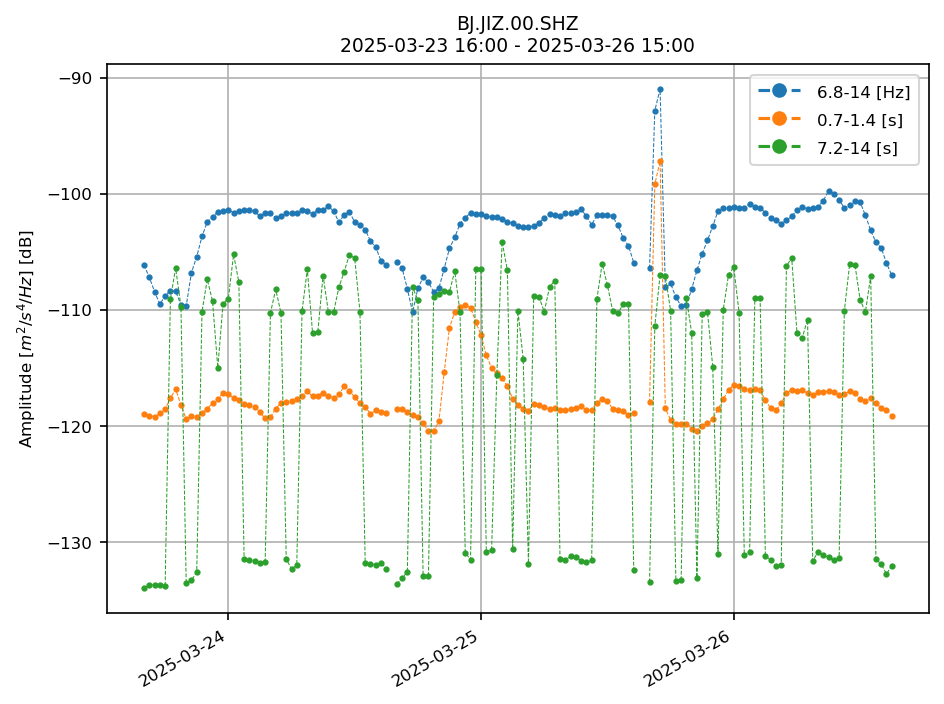 BJ.JIZ.00.SHZ
2025-03-23 16:00 - 2025-03-26 15:00
Amplitude [m²/s⁴/Hz] [dB]
−90
−100
−110
−120
−130
6.8-14 [Hz]
0.7-1.4 [s]
7.2-14 [s]
2025-03-24
2025-03-25
2025-03-26